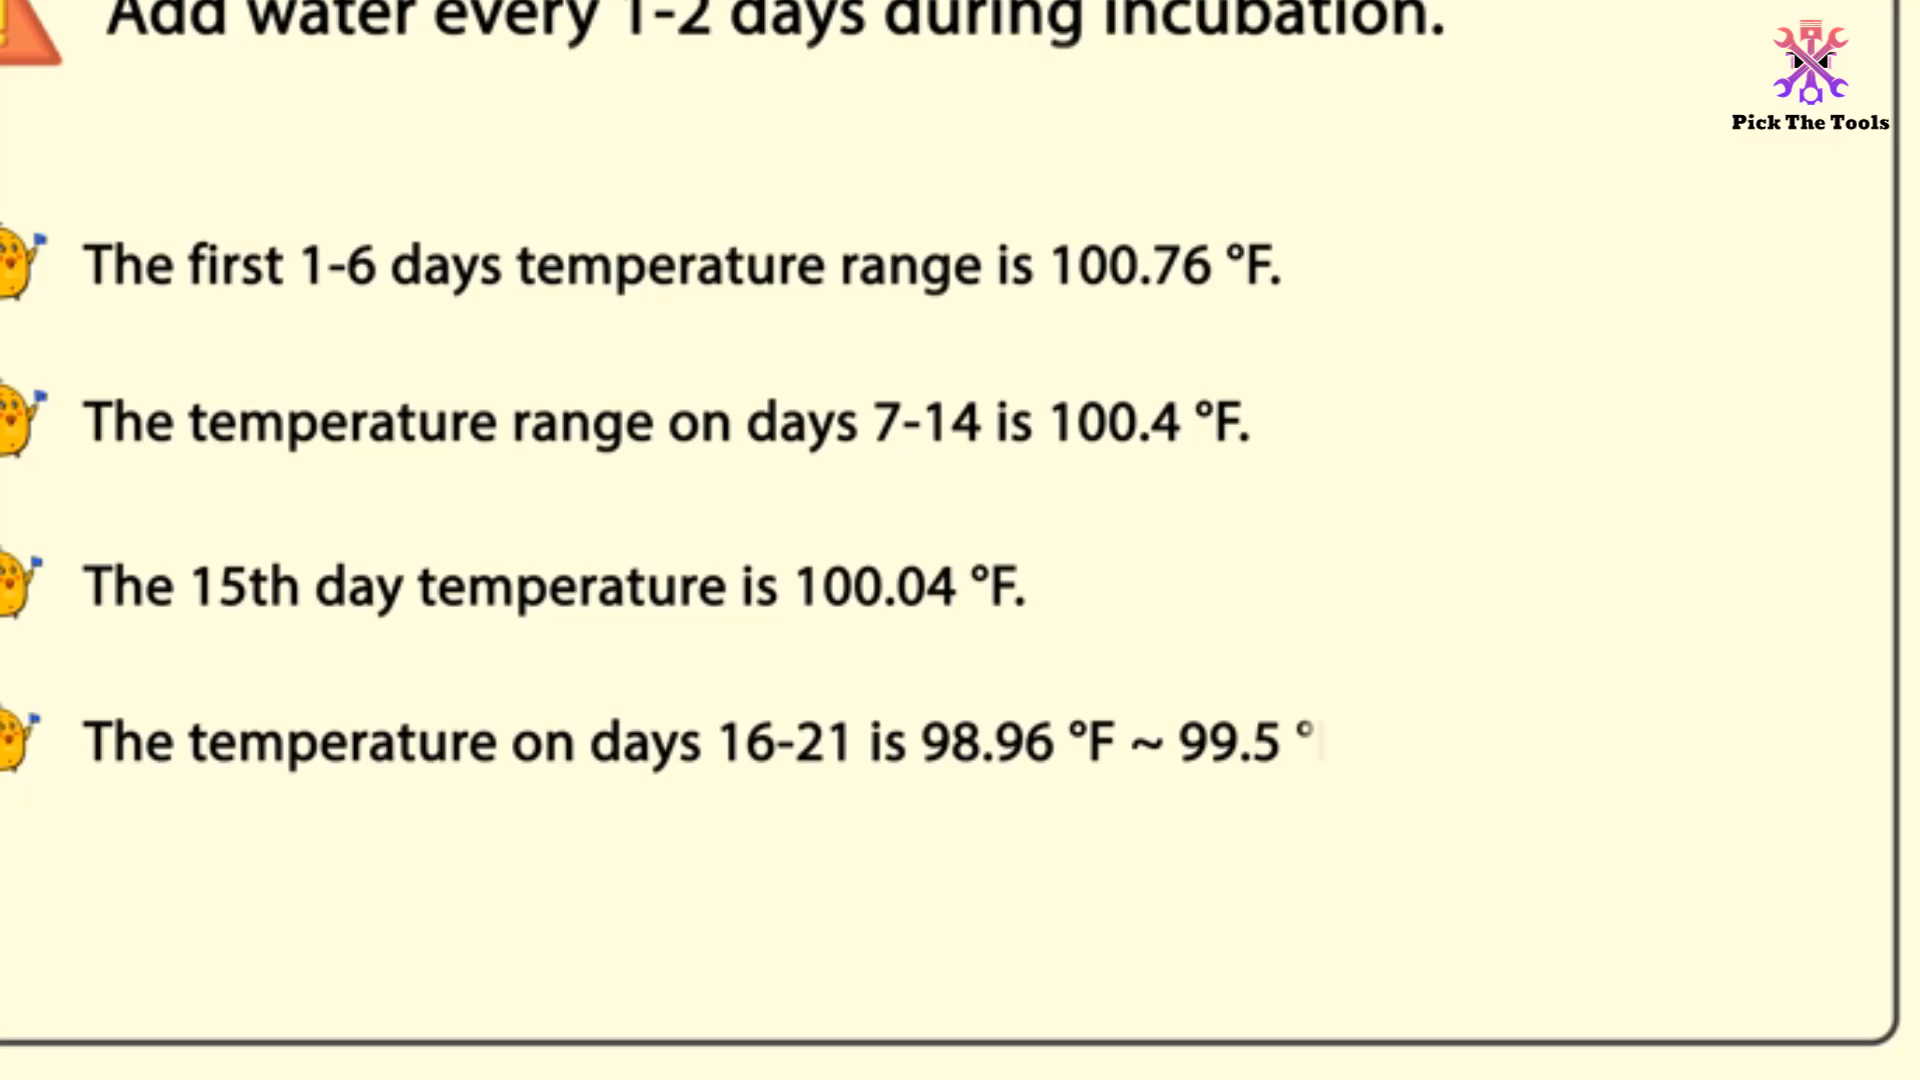 Add water every 1-2 days during incubation.
Pick The Tools
The first 1-6 days temperature range is 100.76 °F.
The temperature range on days 7-14 is 100.4 °F.
The 15th day temperature is 100.04 °F.
The temperature on days 16-21 is 98.96 °F ~ 99.5 °